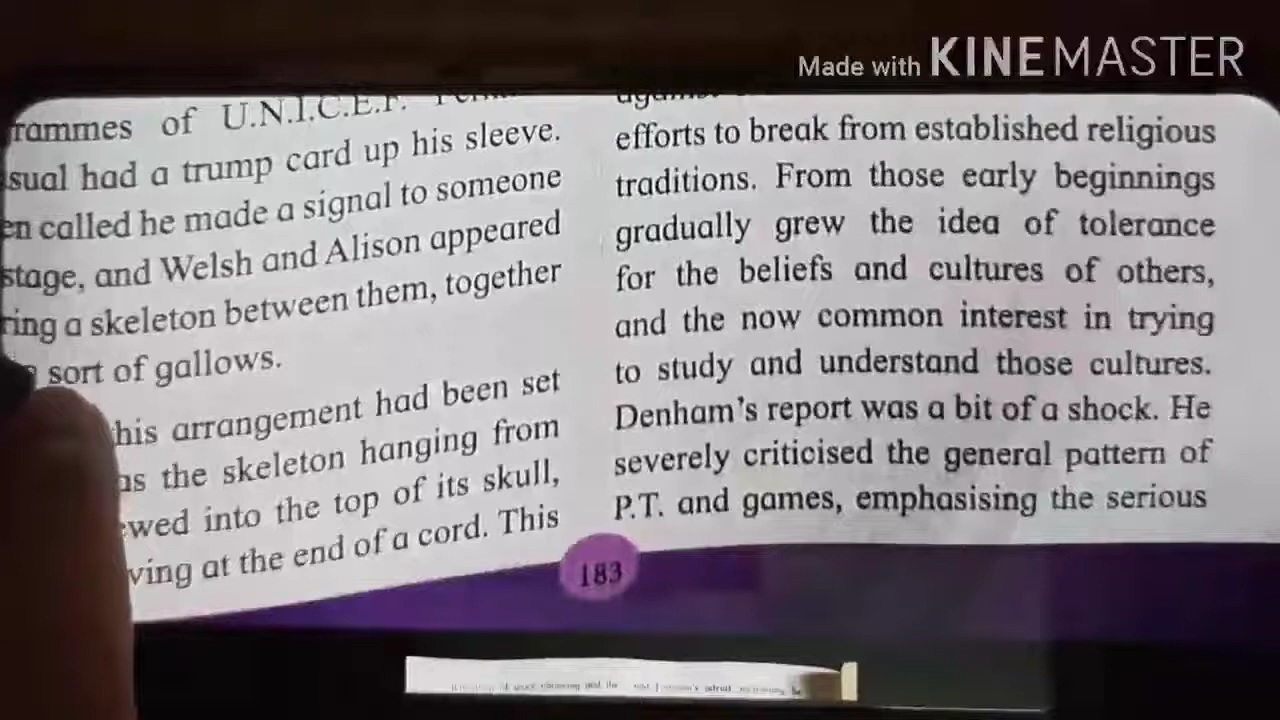 Made with KINEMASTER
rammes of U.N.I.C.E.F.
sual had a trump card up his sleeve.
en called he made a signal to someone
stage, and Welsh and Alison appeared
ring a skeleton between them, together
sort of gallows.
his arrangement had been set
as the skeleton hanging from
wed into the top of its skull,
ving at the end of a cord. This
efforts to break from established religious
traditions. From those early beginnings
gradually grew the idea of tolerance
for the beliefs and cultures of others,
and the now common interest in trying
to study and understand those cultures.
Denham's report was a bit of a shock. He
severely criticised the general pattern of
P.T. and games, emphasising the serious
183